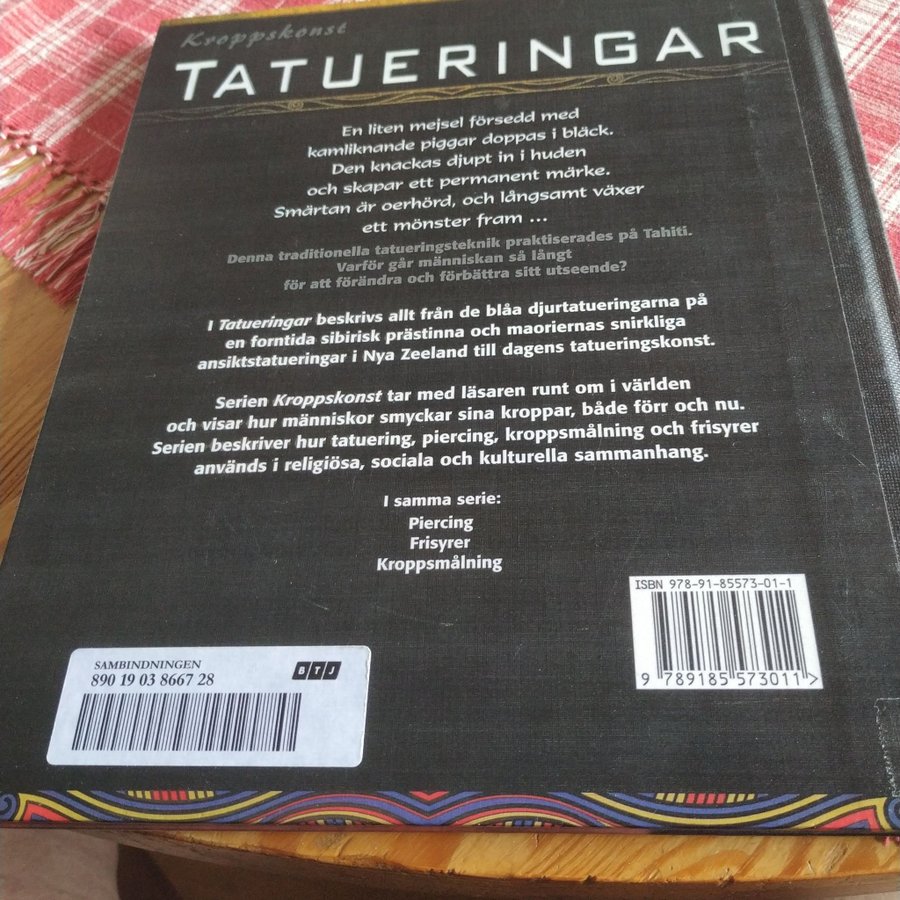 Kroppskonst
TATUERINGAR
En liten mejsel försedd med
kamliknande piggar doppas i bläck.
Den knackas djupt in i huden
och skapar ett permanent märke.
Smärtan är oerhörd, och långsamt växer
ett mönster fram ...
Denna traditionella tatueringsteknik praktiserades på Tahiti.
Varför går människan så långt
för att förändra och förbättra sitt utseende?
I Tatueringar beskrivs allt från de blåa djurtatueringarna på
en forntida sibirisk prästinna och maoriernas snirkliga
ansiktstatueringar i Nya Zeeland till dagens tatueringskonst.
Serien Kroppskonst tar med läsaren runt om i världen
och visar hur människor smyckar sina kroppar, både förr och nu.
Serien beskriver hur tatuering, piercing, kroppsmålning och frisyrer
används i religiösa, sociala och kulturella sammanhang.
I samma serie:
Piercing
Frisyrer
Kroppsmålning
ISBN 978-91-85573-01-1
9 789185 573011 >
SAMBINDNINGEN
890 19 03 8667 28
BTJ